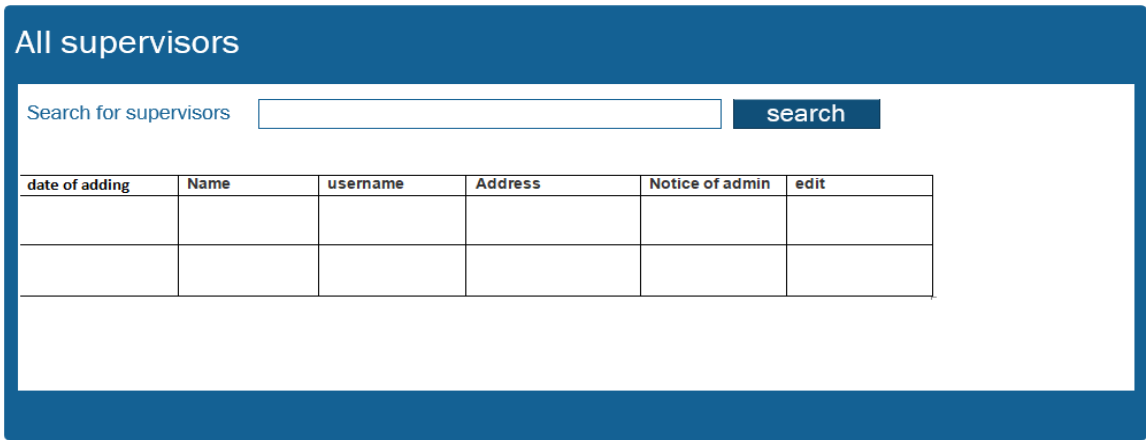 All supervisors
Search for supervisors search
date of adding Name username Address Notice of admin edit